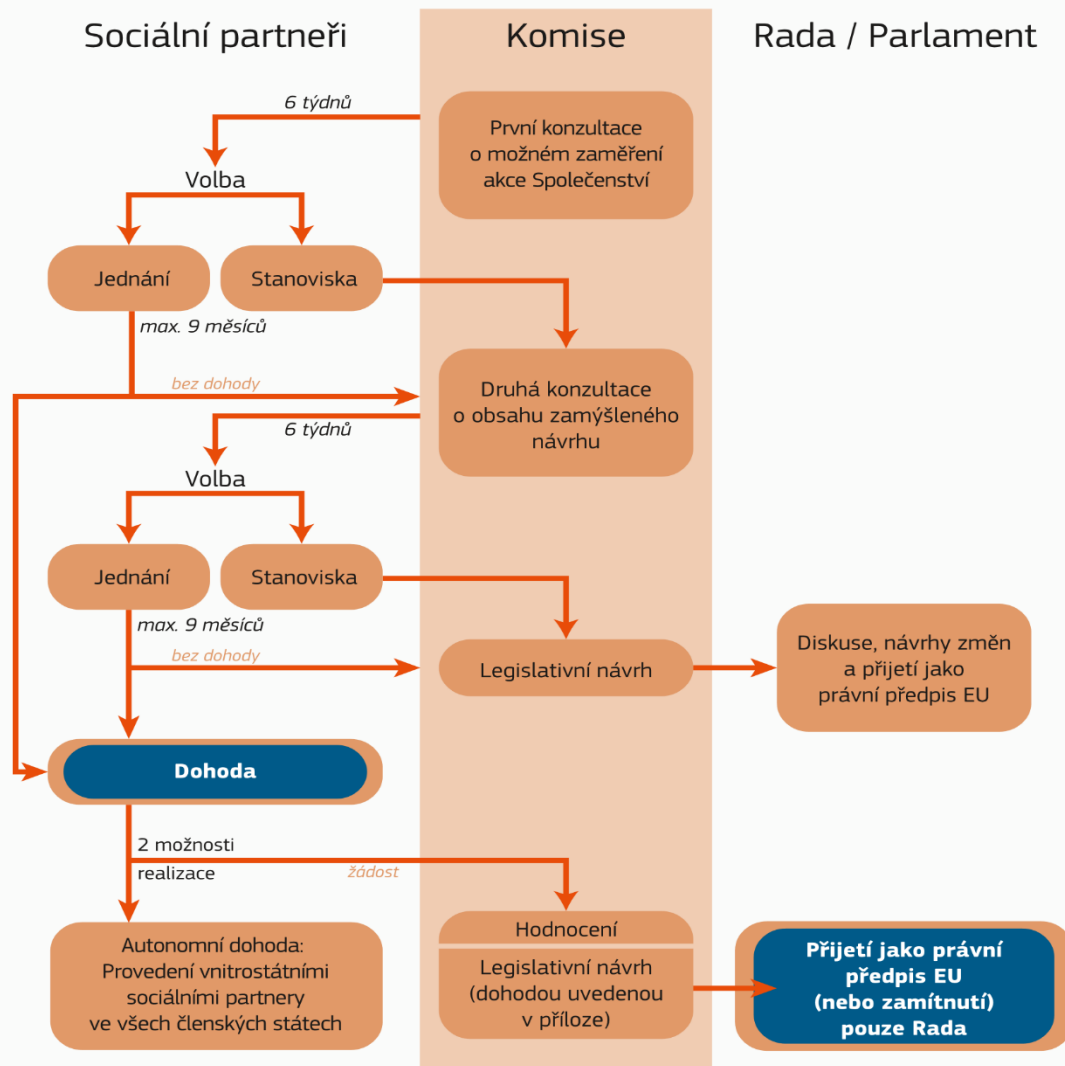 Sociální partneři
Komise
Rada / Parlament
6 týdnů
První konzultace
o možném zaměření
akce Společenství
Volba
Jednání
Stanoviska
max. 9 měsíců
bez dohody
Druhá konzultace
o obsahu zamýšleného
návrhu
6 týdnů
Volba
Jednání
Stanoviska
max. 9 měsíců
bez dohody
Legislativní návrh
Diskuse, návrhy změn
a přijetí jako
právní předpis EU
Dohoda
2 možnosti
realizace
žádost
Autonomní dohoda:
Provedení vnitrostátními
sociálními partnery
ve všech členských státech
Hodnocení
Legislativní návrh
(dohodou uvedenou
v příloze)
Přijetí jako právní
předpis EU
(nebo zamítnutí)
pouze Rada